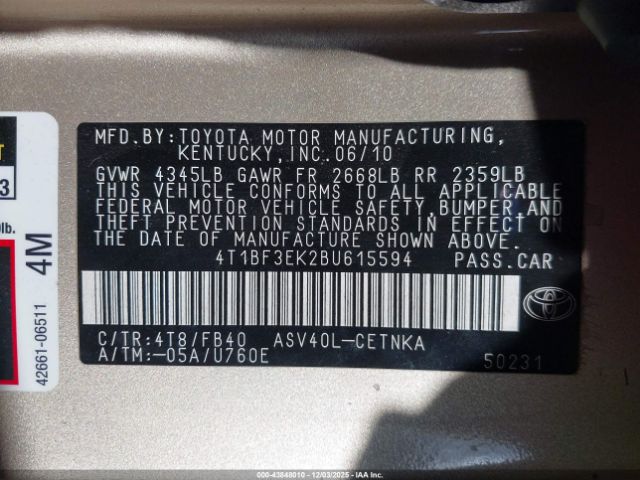 MFD.BY:TOYOTA MOTOR MANUFACTURING,
KENTUCKY,INC.06/10
GVWR 4345LB GAWR FR 2668LB RR 2359LB
THIS VEHICLE CONFORMS TO ALL APPLICABLE
FEDERAL MOTOR VEHICLE SAFETY,BUMPER,AND
THEFT PREVENTION STANDARDS IN EFFECT ON
THE DATE OF MANUFACTURE SHOWN ABOVE.
4T1BF3EK2BU615594 PASS.CAR
TOYOTA
C/TR:4T8/FB40 ASV40L-CETNKA
A/TM:-05A/U760E
50231
3
lb.
4M
42661-06511
000-43848010 | 12/03/2025 | IAA, Inc.